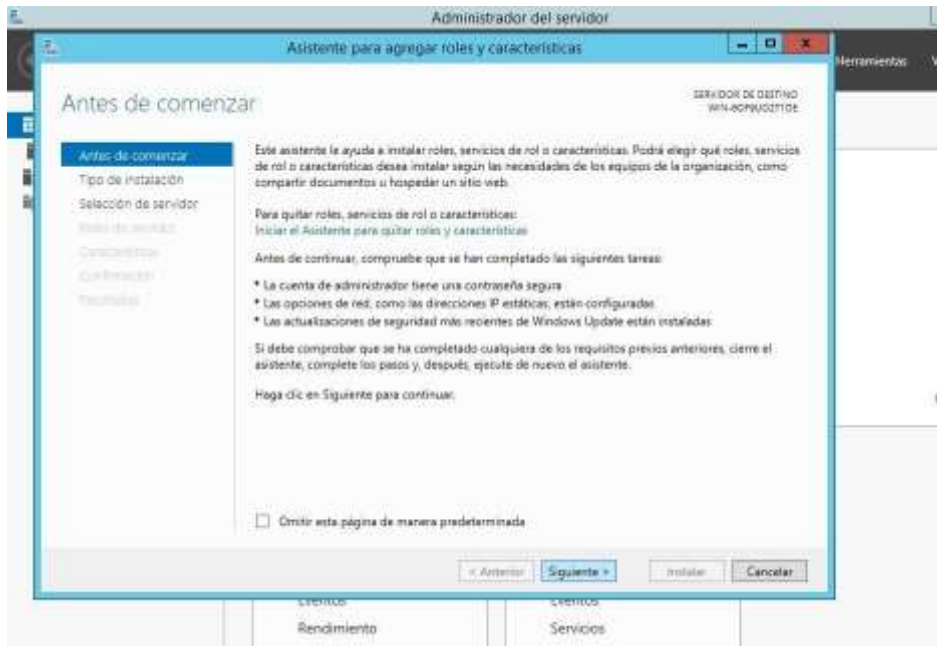 Administrador del servidor
Asistente para agregar roles y características
Herramientas
Antes de comenzar
SERVIDOR DE DESTINO
Antes de comenzar
Tipo de instalación
Selección de servidor
Roles de servidor
Características
Confirmación
Resultados
Este asistente le ayuda a instalar roles, servicios de rol o características. Podrá elegir qué roles, servicios
de rol o características desea instalar según las necesidades de los equipos de la organización, como
compartir documentos u hospedar un sitio web.
Para quitar roles, servicios de rol o características:
Iniciar el Asistente para quitar roles y características
Antes de continuar, compruebe que se han completado las siguientes tareas:
• La cuenta de administrador tiene una contraseña segura
• Las opciones de red, como las direcciones IP estáticas, están configuradas
• Las actualizaciones de seguridad más recientes de Windows Update están instaladas
Si debe comprobar que se ha completado cualquiera de los requisitos previos anteriores, cierre el
asistente, complete los pasos y, después, ejecute de nuevo el asistente.
Haga clic en Siguiente para continuar.
Omitir esta página de manera predeterminada
< Anterior Siguiente > Instalar Cancelar
Eventos Eventos
Rendimiento Servicios